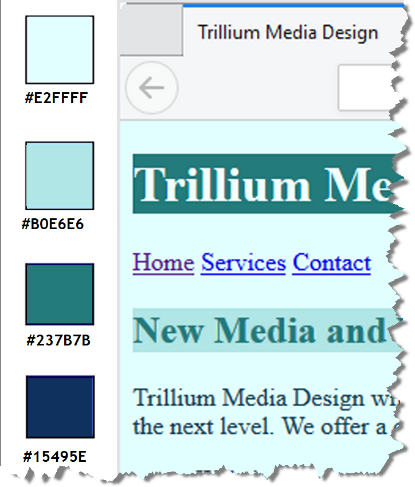 #E2FFFF
#B0E6E6
#237B7B
#15495E
Trillium Media Design
Trillium Me
Home Services Contact
New Media and
Trillium Media Design
the next level. We offer a